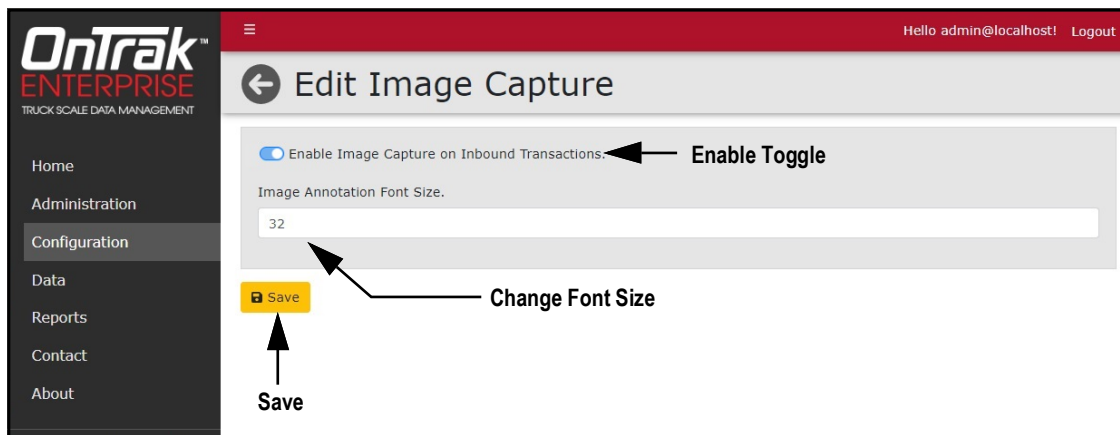 OnTrak™
ENTERPRISE
TRUCK SCALE DATA MANAGEMENT
Hello admin@localhost! Logout
Edit Image Capture
Home
Administration
Configuration
Data
Reports
Contact
About
Enable Image Capture on Inbound Transactions.
Enable Toggle
Image Annotation Font Size.
32
Change Font Size
Save
Save